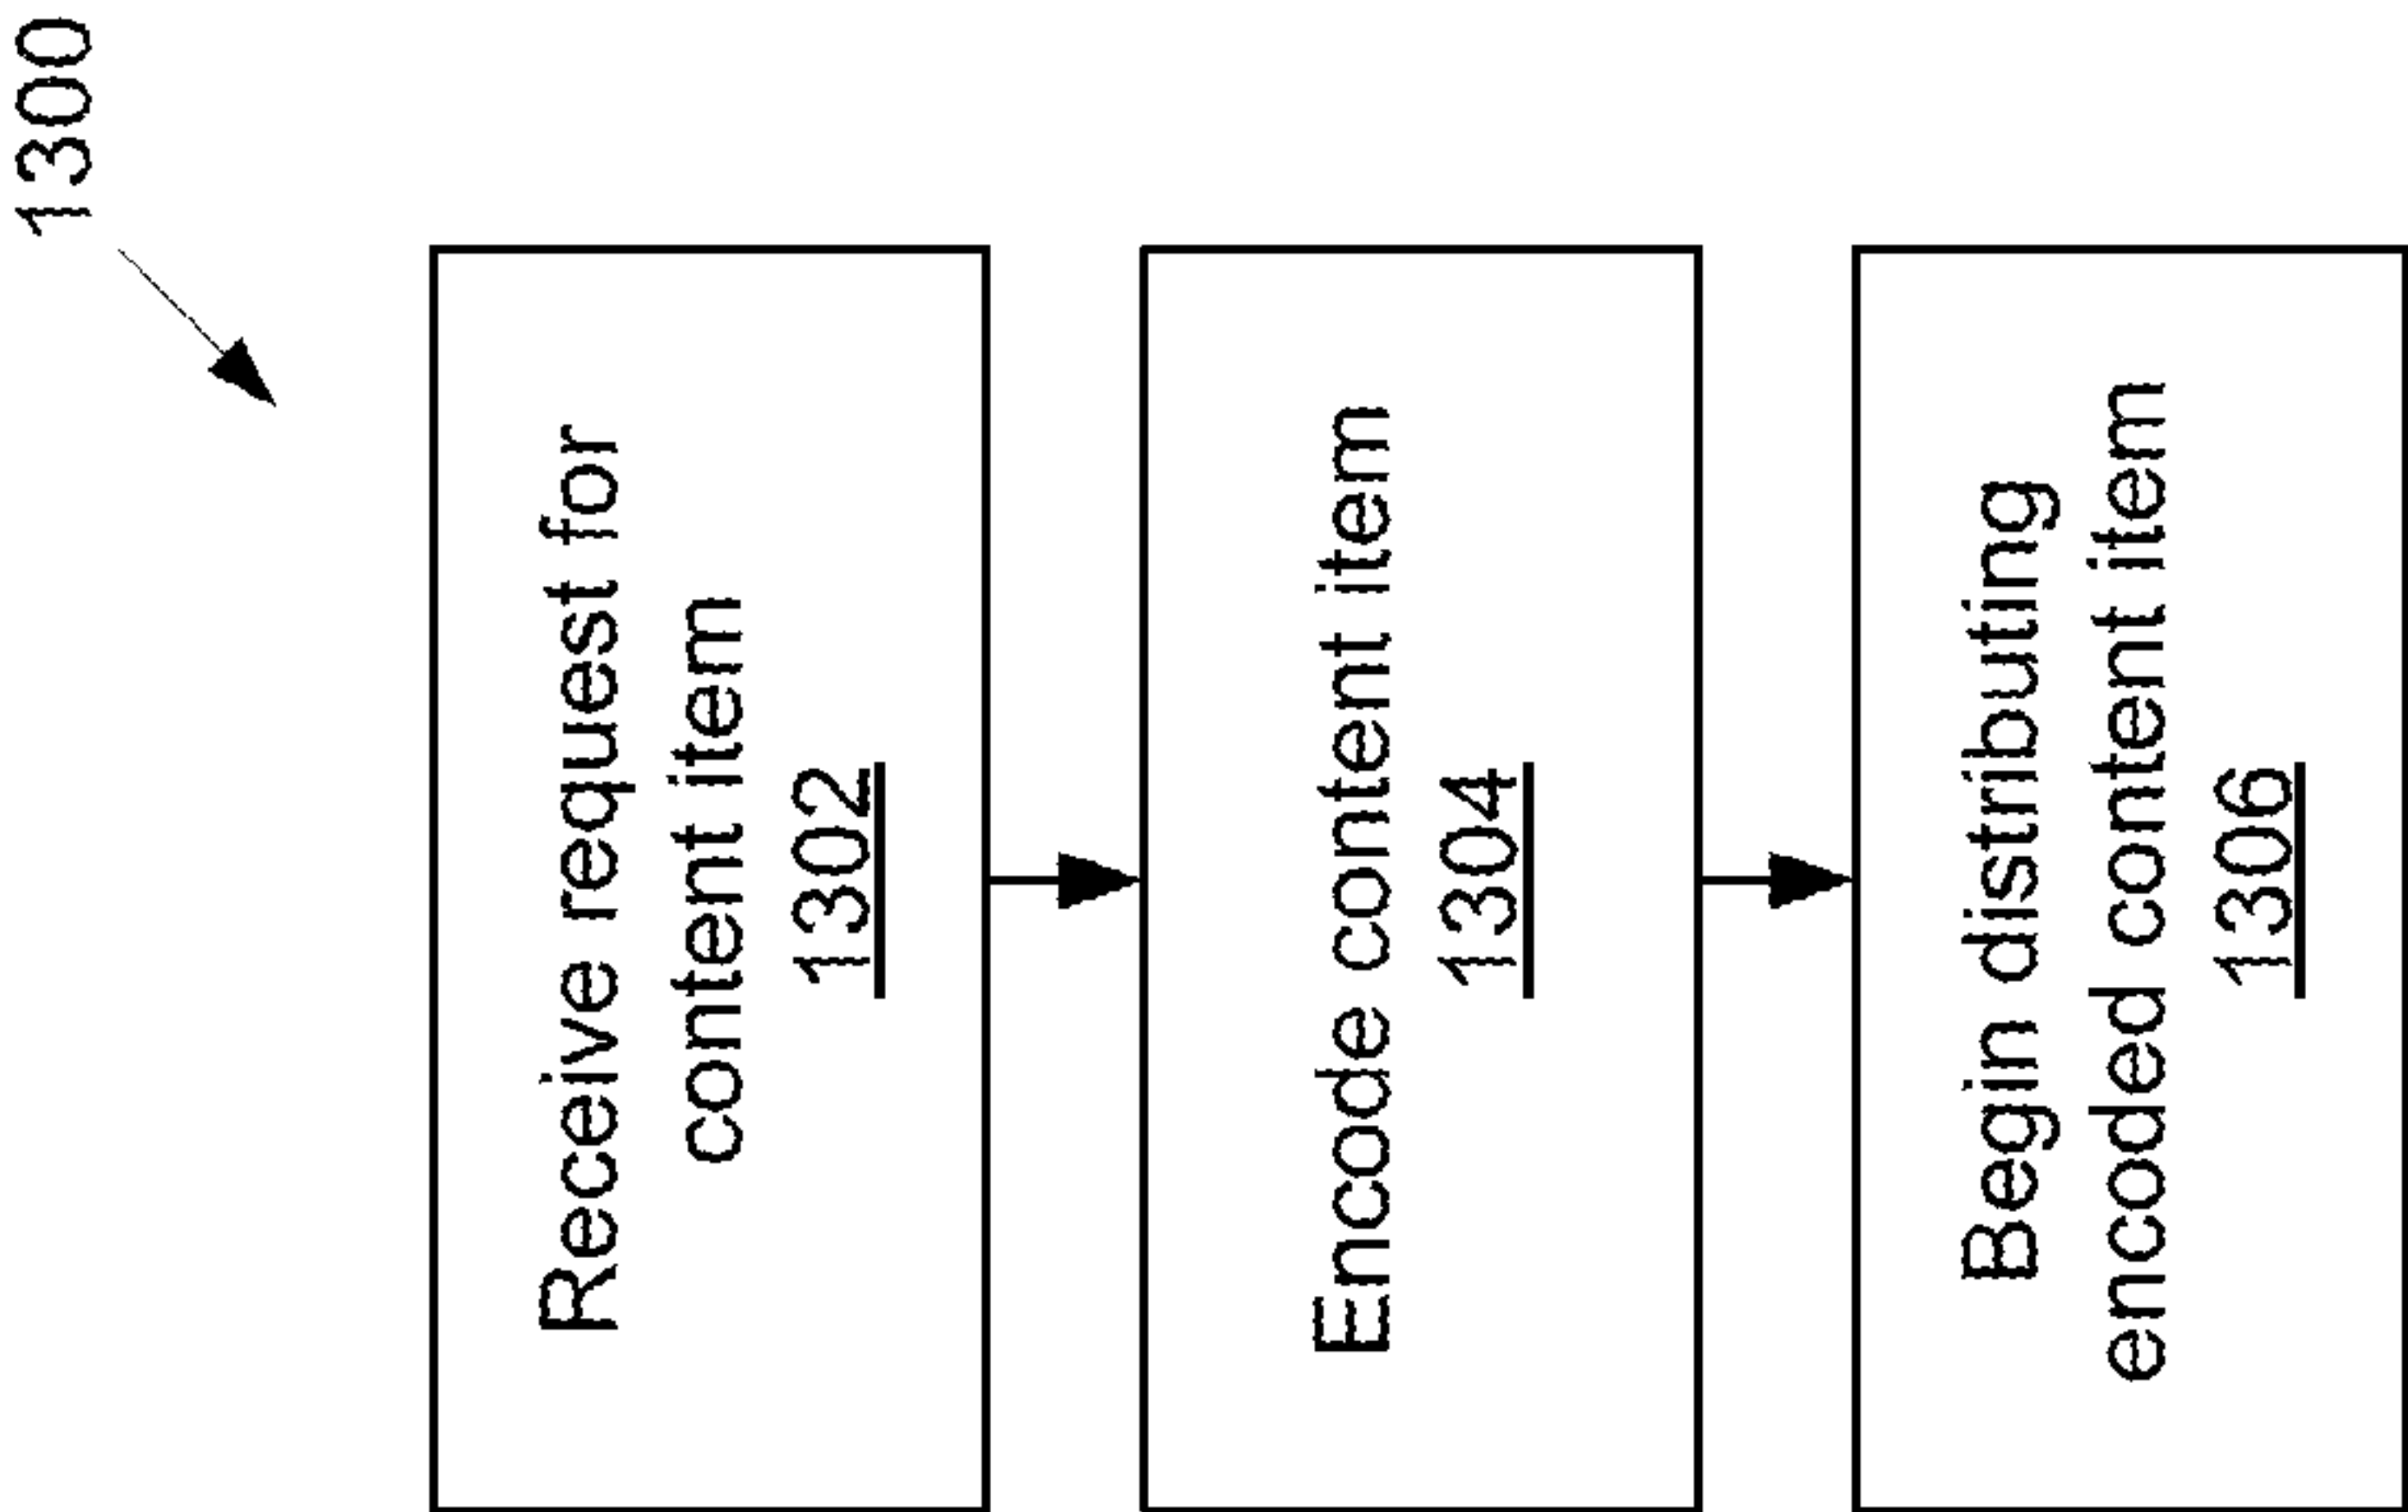 1300
Receive request for
content item
1302
Encode content item
1304
Begin distributing
encoded content item
1306